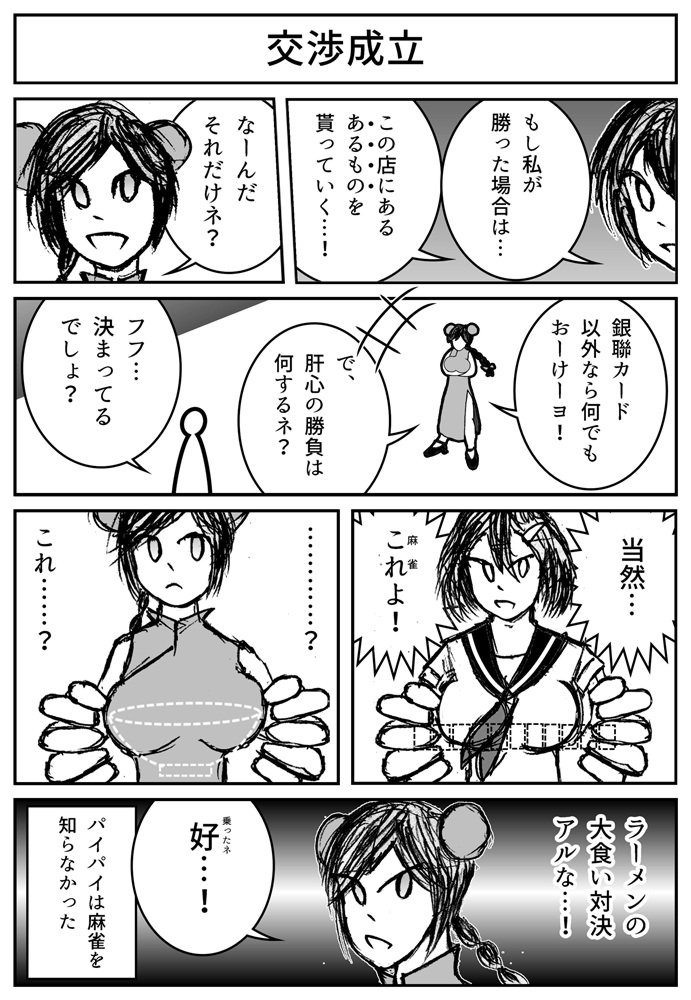 交渉成立
もし私が
勝った場合は…
この店にある
あるものを
貰っていく…！
なーんだ
それだけネ？
銀聯カード
以外なら何でも
おーけーヨ！
で、
肝心の勝負は
何するネ？
フフ…
決まってる
でしょ？
当然…
麻雀
これよ！
…………？
これ……？
ラーメンの
大食い対決
アルな…！
乗ったネ
好…！
パイパイは麻雀を
知らなかった